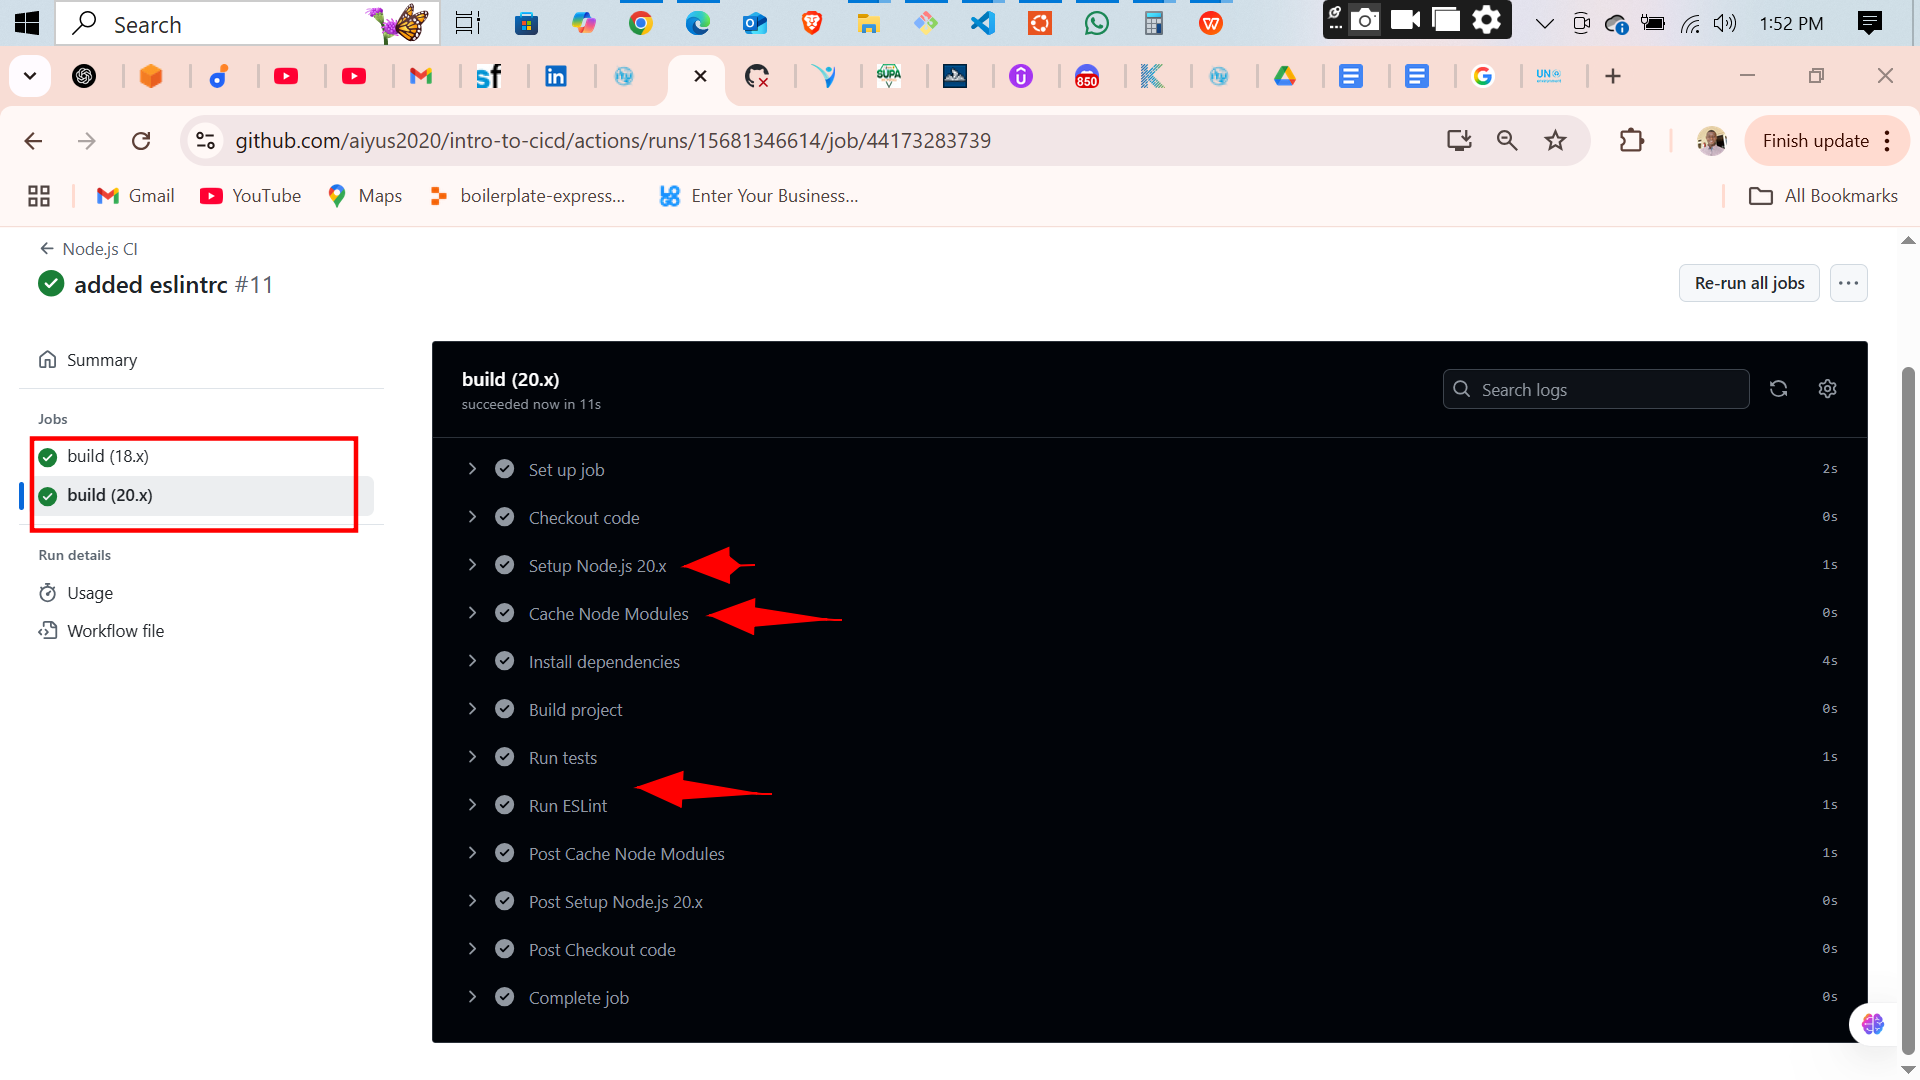 Search
1:52 PM
SUPA
850
UN
github.com/aiyus2020/intro-to-cicd/actions/runs/15681346614/job/44173283739
Finish update
Gmail
YouTube
Maps
boilerplate-express...
Enter Your Business...
All Bookmarks
Node.js CI
added eslintrc #11
Re-run all jobs
Summary
Jobs
build (18.x)
build (20.x)
Run details
Usage
Workflow file
build (20.x)
succeeded now in 11s
Search logs
Set up job 2s
Checkout code 0s
Setup Node.js 20.x 1s
Cache Node Modules 0s
Install dependencies 4s
Build project 0s
Run tests 1s
Run ESLint 1s
Post Cache Node Modules 1s
Post Setup Node.js 20.x 0s
Post Checkout code 0s
Complete job 0s